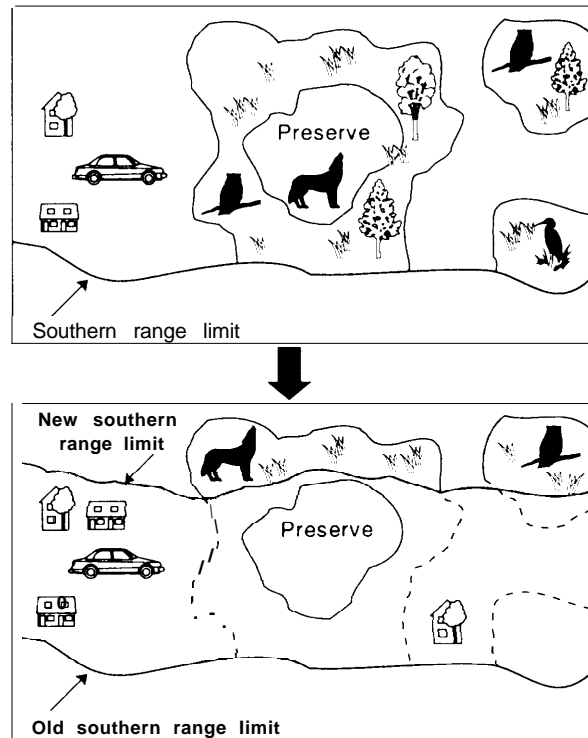 Preserve
Southern range limit
New southern
range limit
Preserve
Old southern range limit